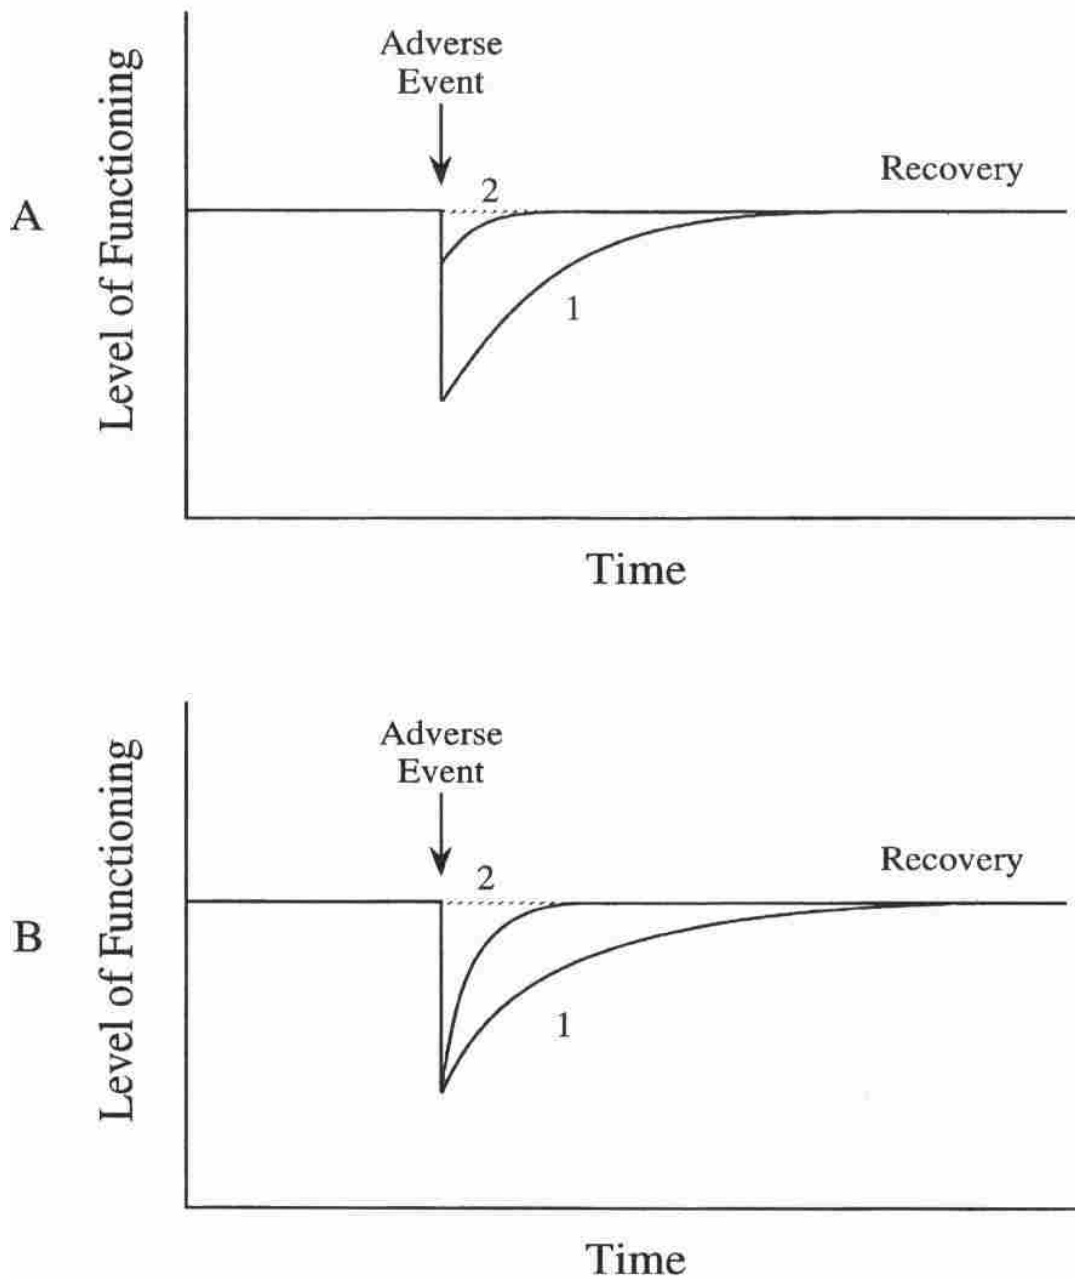 Adverse
Event
2
Recovery
A
Level of Functioning
1
Time
Adverse
Event
2
Recovery
B
Level of Functioning
1
Time